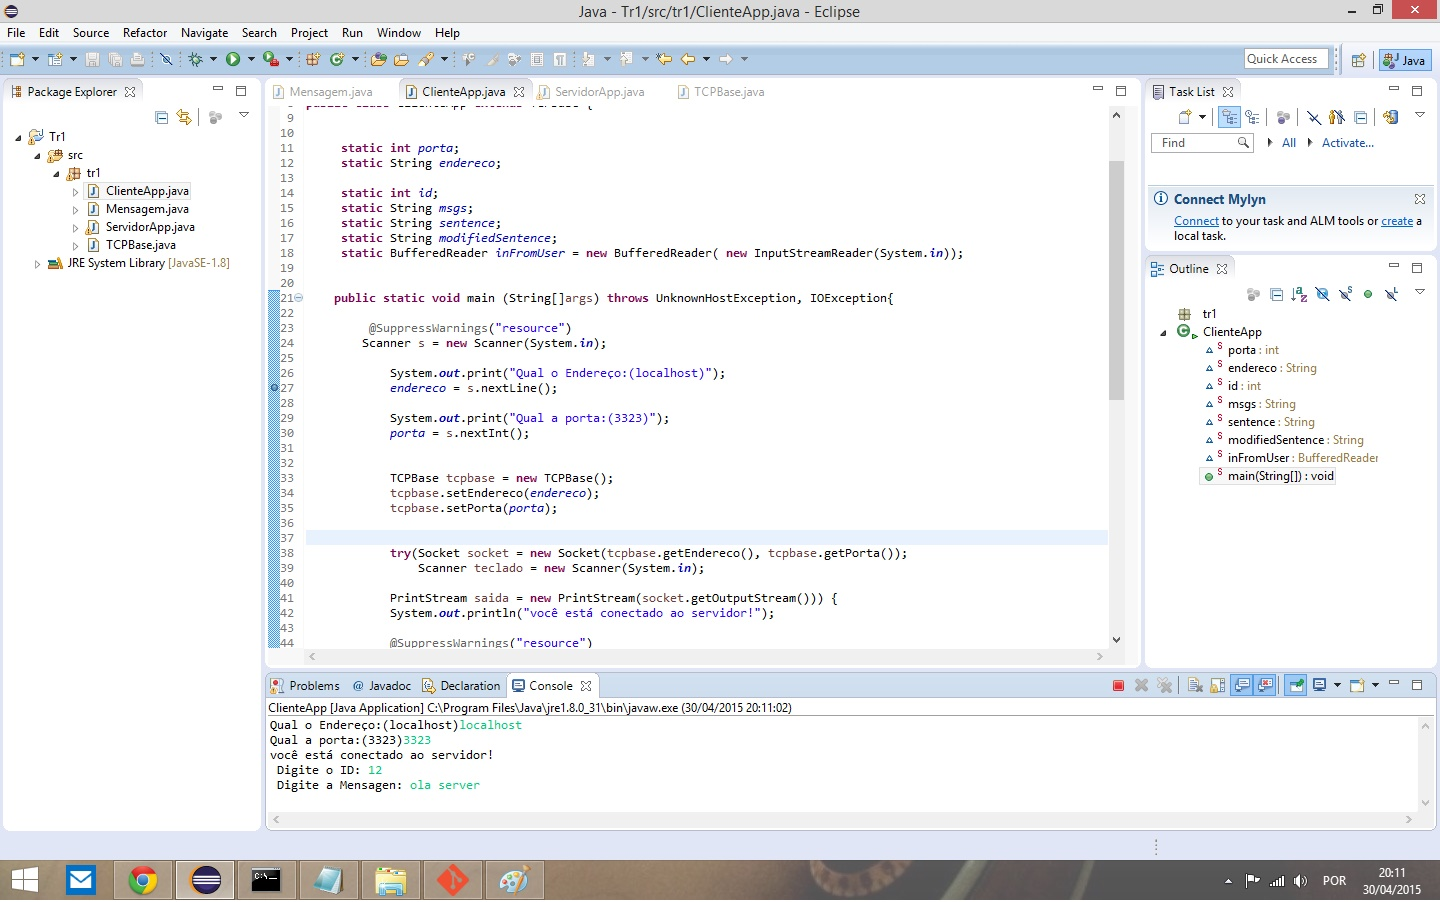 Java - Tr1/src/tr1/ClienteApp.java - Eclipse
File Edit Source Refactor Navigate Search Project Run Window Help
Quick Access Java
Package Explorer
Tr1
src
tr1
ClienteApp.java
Mensagem.java
ServidorApp.java
TCPBase.java
JRE System Library [JavaSE-1.8]
Mensagem.java ClienteApp.java ServidorApp.java TCPBase.java
9
10
11 static int porta;
12 static String endereco;
13
14 static int id;
15 static String msgs;
16 static String sentence;
17 static String modifiedSentence;
18 static BufferedReader inFromUser = new BufferedReader( new InputStreamReader(System.in));
19
20
21 public static void main (String[]args) throws UnknownHostException, IOException{
22
23 @SuppressWarnings("resource")
24 Scanner s = new Scanner(System.in);
25
26 System.out.print("Qual o Endereço:(localhost)");
27 endereco = s.nextLine();
28
29 System.out.print("Qual a porta:(3323)");
30 porta = s.nextInt();
31
32
33 TCPBase tcpbase = new TCPBase();
34 tcpbase.setEndereco(endereco);
35 tcpbase.setPorta(porta);
36
37
38 try(Socket socket = new Socket(tcpbase.getEndereco(), tcpbase.getPorta());
39 Scanner teclado = new Scanner(System.in);
40
41 PrintStream saida = new PrintStream(socket.getOutputStream())) {
42 System.out.println("você está conectado ao servidor!");
43
44 @SuppressWarnings("resource")
Task List
Find All Activate...
Connect Mylyn
Connect to your task and ALM tools or create a
local task.
Outline
tr1
ClienteApp
porta : int
endereco : String
id : int
msgs : String
sentence : String
modifiedSentence : String
inFromUser : BufferedReader
main(String[]) : void
Problems @ Javadoc Declaration Console
ClienteApp [Java Application] C:\Program Files\Java\jre1.8.0_31\bin\javaw.exe (30/04/2015 20:11:02)
Qual o Endereço:(localhost)localhost
Qual a porta:(3323)3323
você está conectado ao servidor!
Digite o ID: 12
Digite a Mensagen: ola server
POR
20:11
30/04/2015